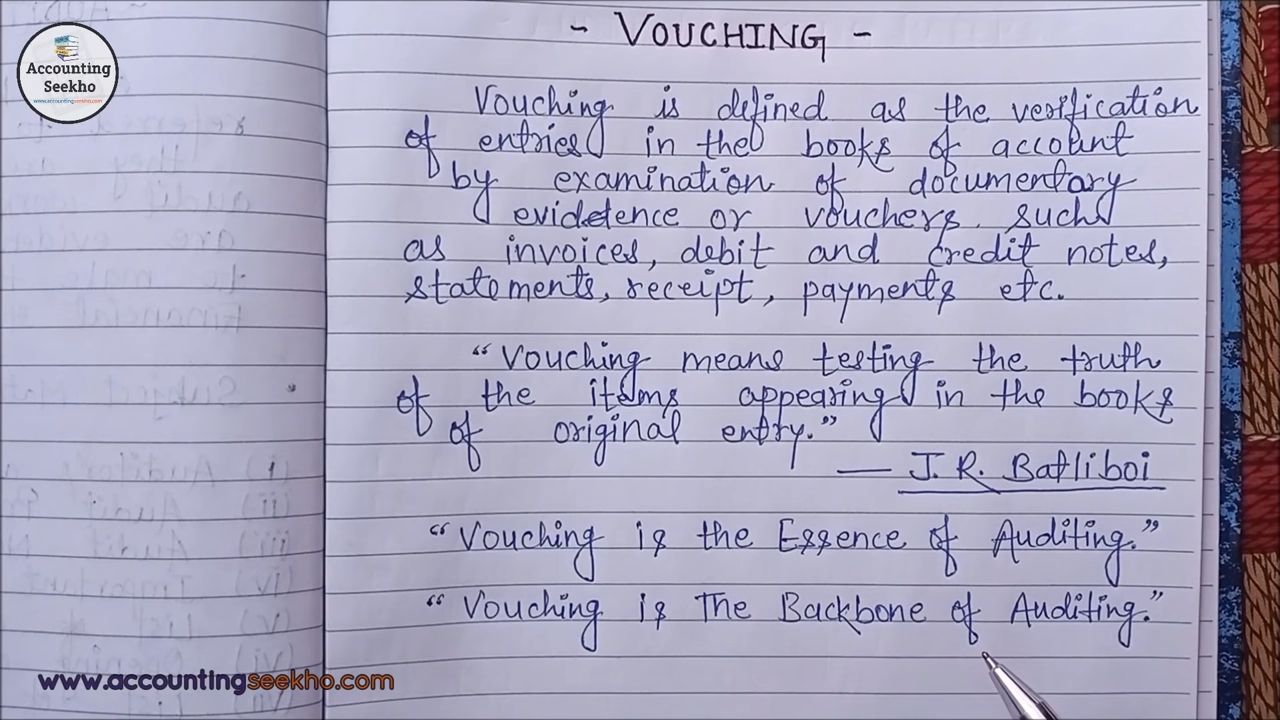 Accounting
Seekho
www.accountingseekho.com
- VOUCHING -
Vouching is defined as the verification
of entries in the books of account
by examination of documentary
evidence or vouchers such
as invoices, debit and credit notes,
statements, receipt, payments etc.
“Vouching means testing the truth
of the items appearing in the books
of original entry.”
— J.R. Batliboi
“Vouching is the Essence of Auditing.”
“Vouching is The Backbone of Auditing.”
www.accountingseekho.com